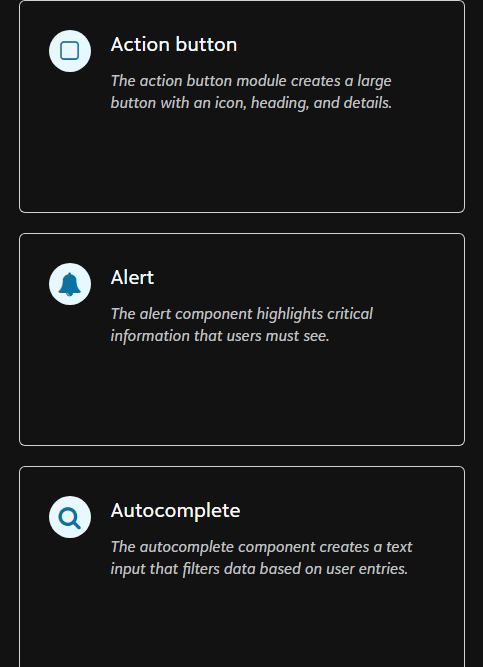 Action button
The action button module creates a large
button with an icon, heading, and details.
Alert
The alert component highlights critical
information that users must see.
Autocomplete
The autocomplete component creates a text
input that filters data based on user entries.